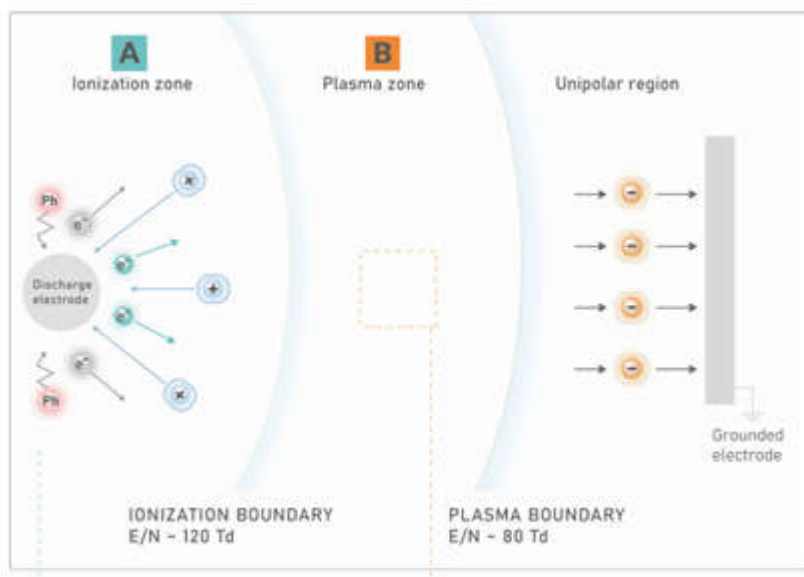 A
Ionization zone
B
Plasma zone
Unipolar region
Ph
e⁻
+
e⁻
Discharge
electrode
+
e⁻
e⁻
Ph
+
−
−
−
−
Grounded
electrode
IONIZATION BOUNDARY
E/N ~ 120 Td
PLASMA BOUNDARY
E/N ~ 80 Td